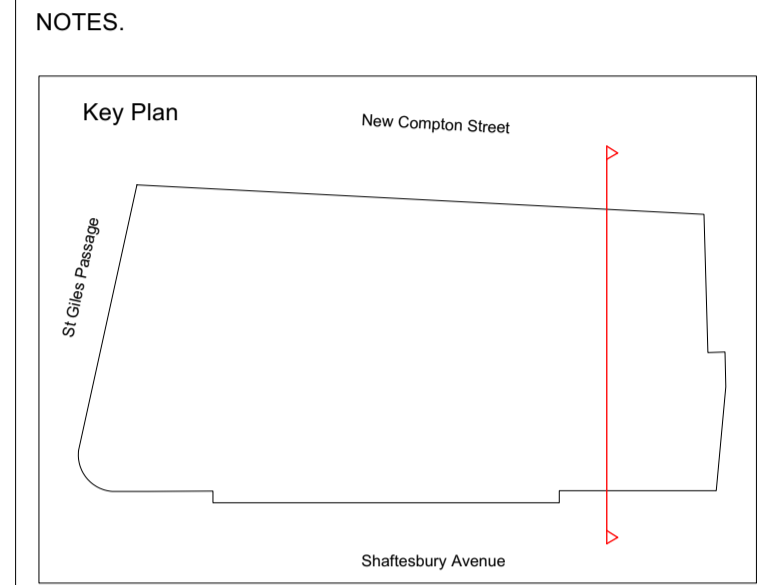 NOTES.
Key Plan
New Compton Street
St Giles Passage
Shaftesbury Avenue